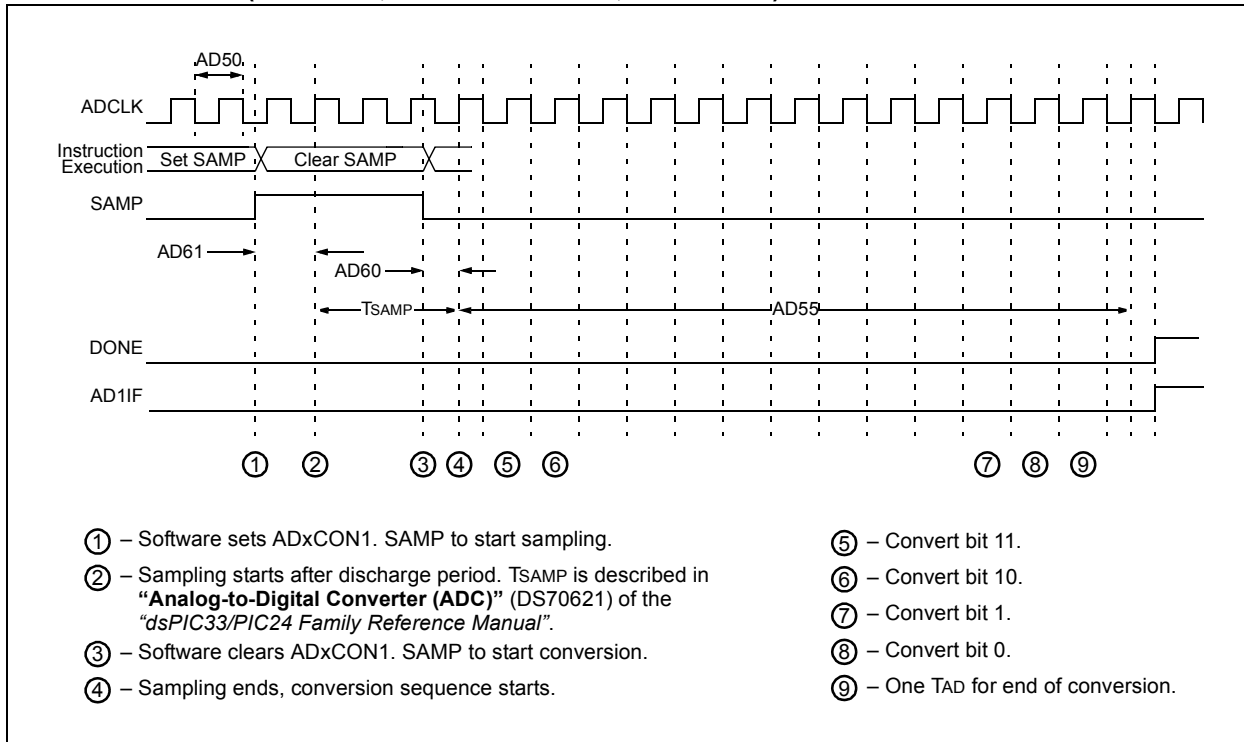 AD50
ADCLK
Instruction
Execution
Set SAMP
Clear SAMP
SAMP
AD61
AD60
TSAMP
AD55
DONE
AD1IF
① ② ③ ④ ⑤ ⑥ ⑦ ⑧ ⑨
① – Software sets ADxCON1. SAMP to start sampling.
② – Sampling starts after discharge period. TSAMP is described in
“Analog-to-Digital Converter (ADC)” (DS70621) of the
“dsPIC33/PIC24 Family Reference Manual”.
③ – Software clears ADxCON1. SAMP to start conversion.
④ – Sampling ends, conversion sequence starts.
⑤ – Convert bit 11.
⑥ – Convert bit 10.
⑦ – Convert bit 1.
⑧ – Convert bit 0.
⑨ – One TAD for end of conversion.